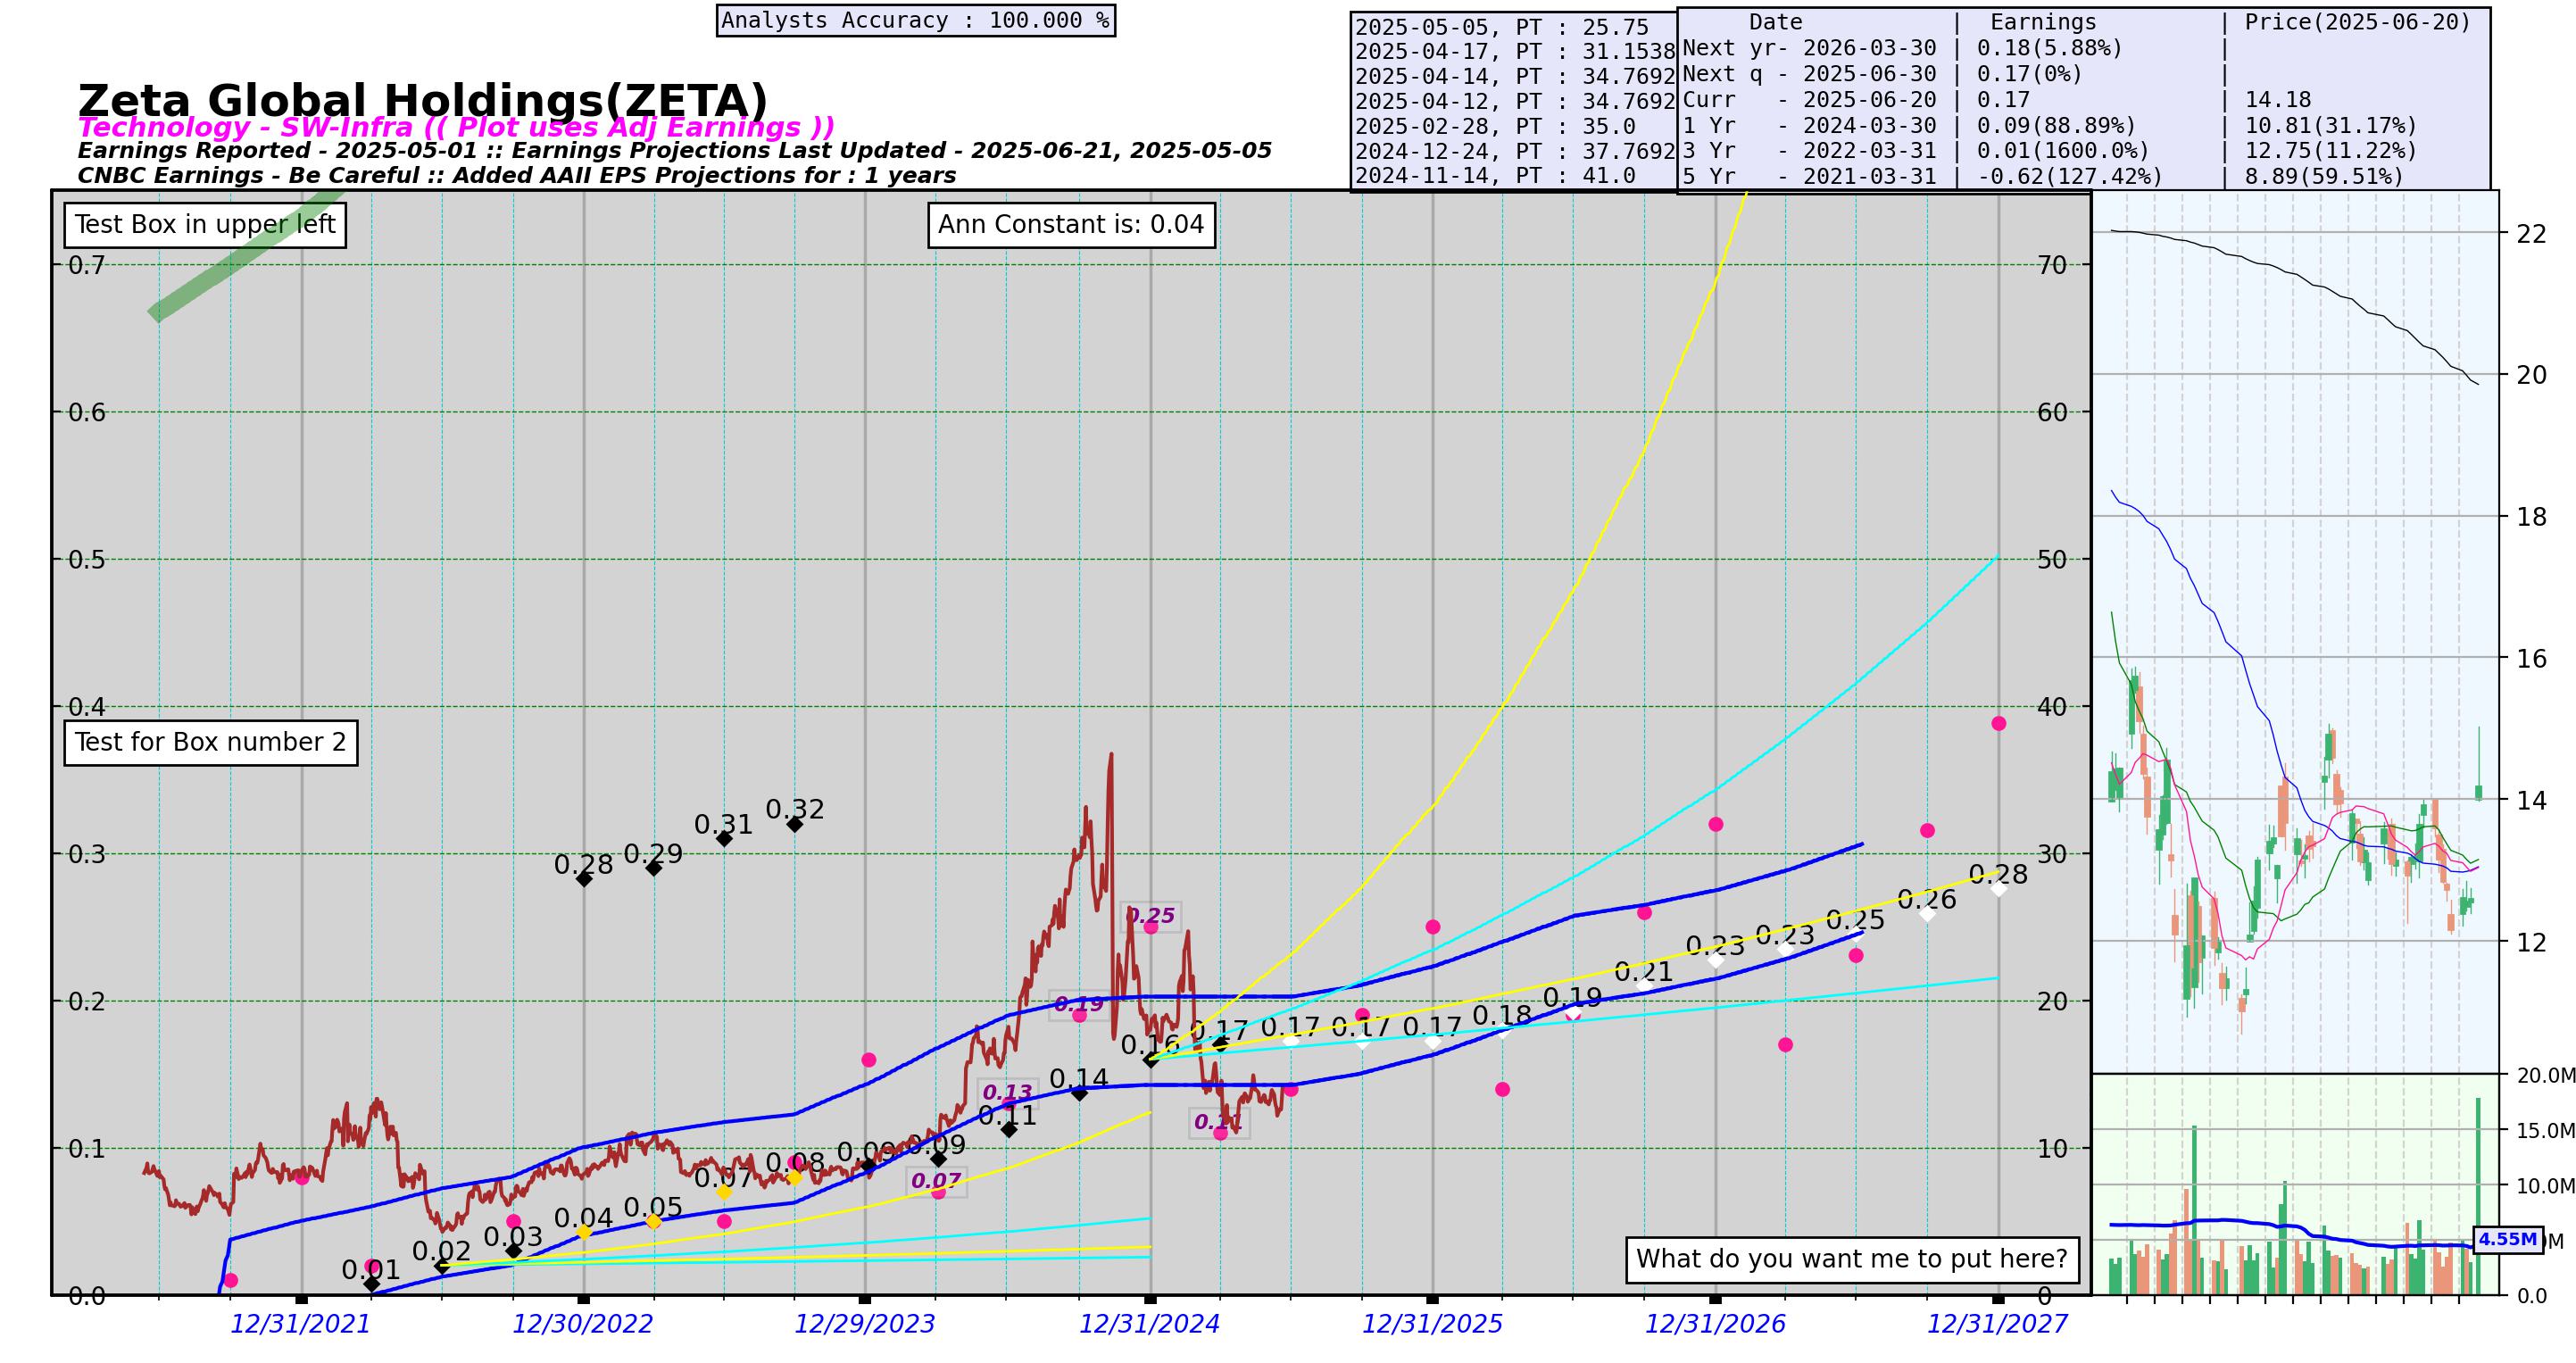 Analysts Accuracy : 100.000 %
2025-05-05, PT : 25.75
2025-04-17, PT : 31.1538
2025-04-14, PT : 34.7692
2025-04-12, PT : 34.7692
2025-02-28, PT : 35.0
2024-12-24, PT : 37.7692
2024-11-14, PT : 41.0
Date | Earnings | Price(2025-06-20)
Next yr- 2026-03-30 | 0.18(5.88%) |
Next q - 2025-06-30 | 0.17(0%) |
Curr - 2025-06-20 | 0.17 | 14.18
1 Yr - 2024-03-30 | 0.09(88.89%) | 10.81(31.17%)
3 Yr - 2022-03-31 | 0.01(1600.0%) | 12.75(11.22%)
5 Yr - 2021-03-31 | -0.62(127.42%) | 8.89(59.51%)
Zeta Global Holdings(ZETA)
Technology - SW-Infra (( Plot uses Adj Earnings ))
Earnings Reported - 2025-05-01 :: Earnings Projections Last Updated - 2025-06-21, 2025-05-05
CNBC Earnings - Be Careful :: Added AAII EPS Projections for : 1 years
Test Box in upper left
Ann Constant is: 0.04
Test for Box number 2
What do you want me to put here?
0.7
0.6
0.5
0.4
0.3
0.2
0.1
0.0
70
60
50
40
30
20
10
0
0.01
0.02
0.03
0.04
0.05
0.07
0.08
0.09
0.09
0.11
0.14
0.16
0.17
0.17
0.17
0.17
0.18
0.19
0.21
0.23
0.23
0.25
0.26
0.28
0.28
0.29
0.31
0.32
0.07
0.13
0.19
0.25
0.11
12/31/2021
12/30/2022
12/29/2023
12/31/2024
12/31/2025
12/31/2026
12/31/2027
22
20
18
16
14
12
20.0M
15.0M
10.0M
4.55M
0.0